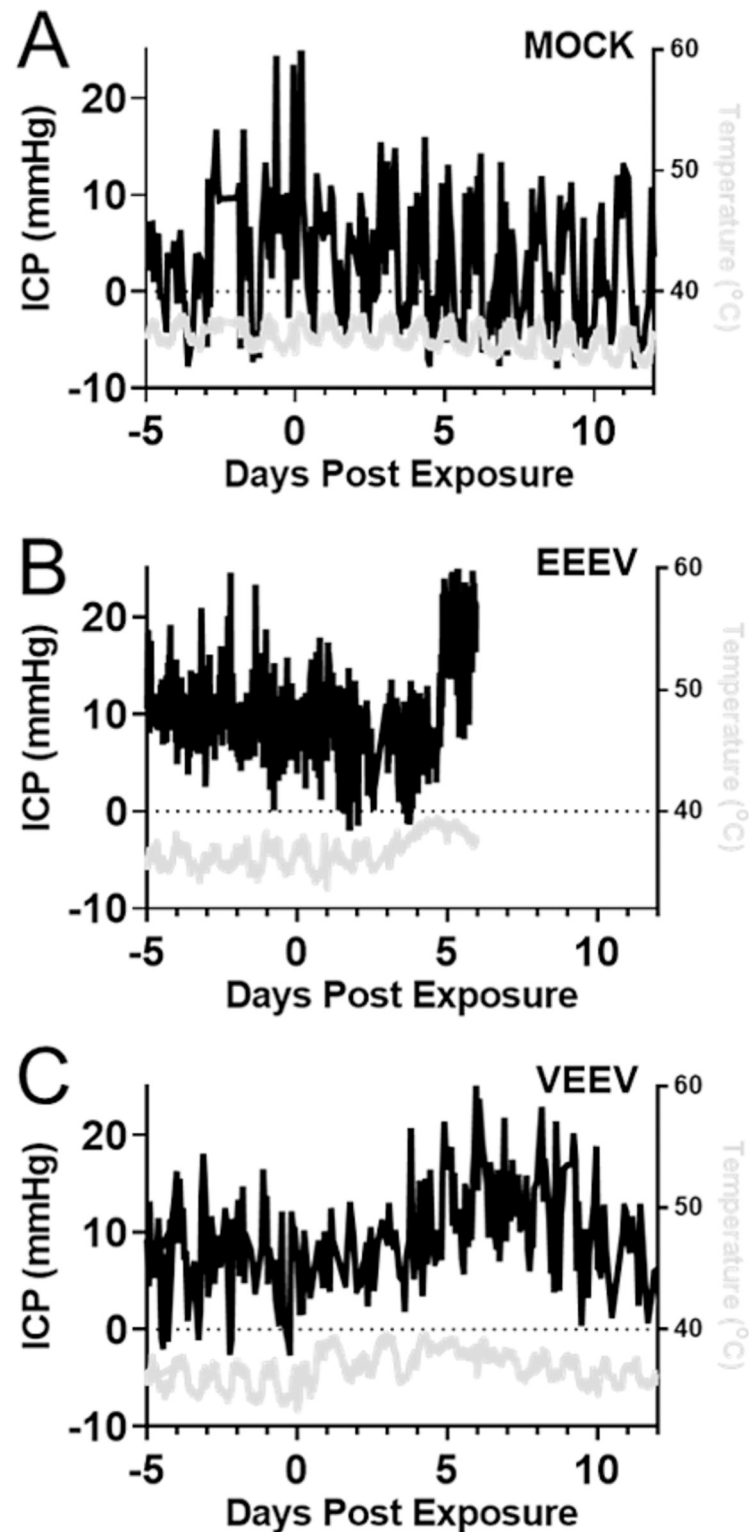 A
MOCK
ICP (mmHg)
20
10
0
-10
60
50
40
Temperature (°C)
-5 0 5 10
Days Post Exposure
B
EEEV
ICP (mmHg)
20
10
0
-10
60
50
40
Temperature (°C)
-5 0 5 10
Days Post Exposure
C
VEEV
ICP (mmHg)
20
10
0
-10
60
50
40
Temperature (°C)
-5 0 5 10
Days Post Exposure